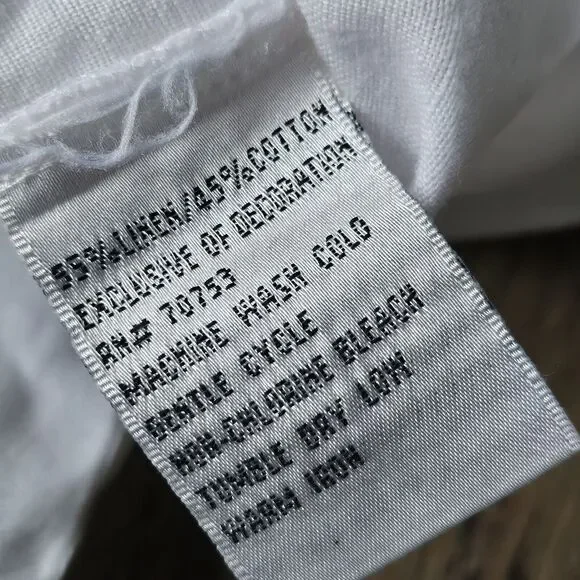 55%LINEN/45%COTTON
EXCLUSIVE OF DECORATION
RN# 70753
MACHINE WASH COLD
GENTLE CYCLE
NON-CHLORINE BLEACH
TUMBLE DRY LOW
WARM IRON